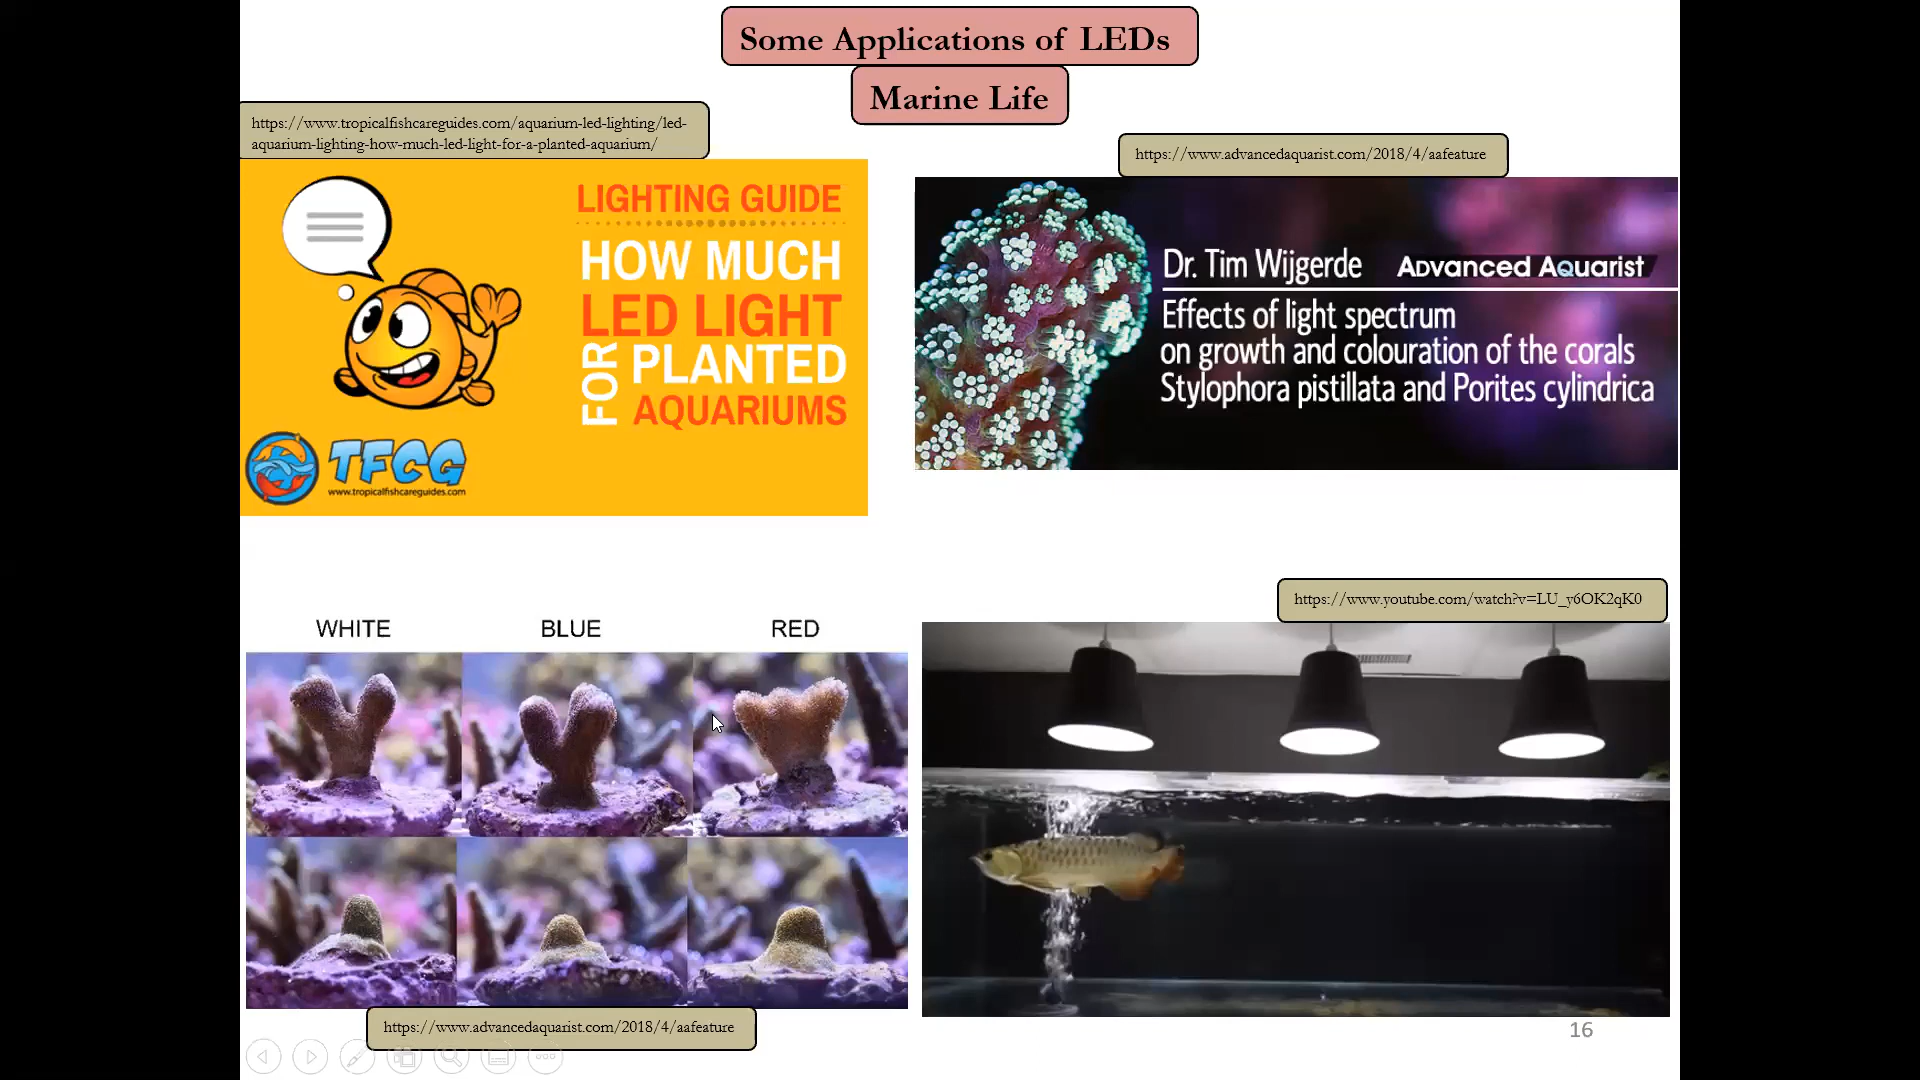 Some Applications of LEDs
Marine Life
https://www.tropicalfishcareguides.com/aquarium-led-lighting/led-
aquarium-lighting-how-much-led-light-for-a-planted-aquarium/
LIGHTING GUIDE
HOW MUCH
LED LIGHT
FOR PLANTED
AQUARIUMS
TFCG
www.tropicalfishcareguides.com
https://www.advancedaquarist.com/2018/4/aafeature
Dr. Tim Wijgerde Advanced Aquarist
Effects of light spectrum
on growth and colouration of the corals
Stylophora pistillata and Porites cylindrica
WHITE BLUE RED
https://www.advancedaquarist.com/2018/4/aafeature
https://www.youtube.com/watch?v=LU_y6OK2qK0
16